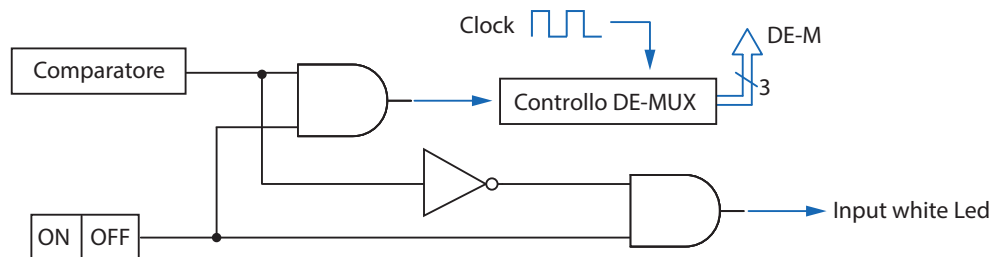 Clock
DE-M
Comparatore
3
Controllo DE-MUX
Input white Led
ON OFF